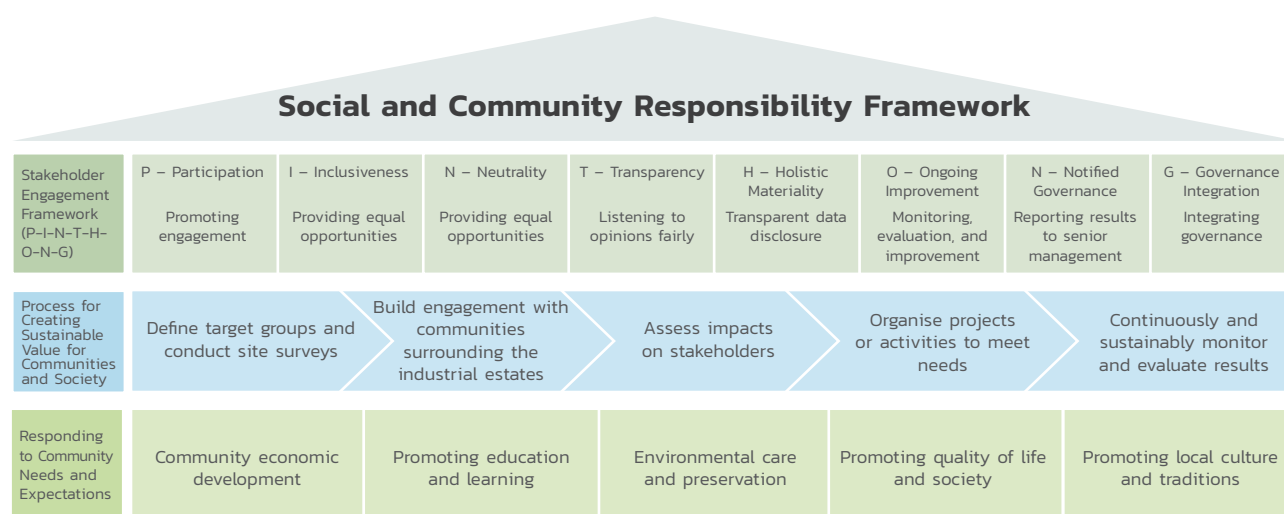 Social and Community Responsibility Framework
Stakeholder
Engagement
Framework
(P-I-N-T-H-
O-N-G)
P – Participation
Promoting
engagement
I – Inclusiveness
Providing equal
opportunities
N – Neutrality
Providing equal
opportunities
T – Transparency
Listening to
opinions fairly
H – Holistic
Materiality
Transparent data
disclosure
O – Ongoing
Improvement
Monitoring,
evaluation, and
improvement
N – Notified
Governance
Reporting results
to senior
management
G – Governance
Integration
Integrating
governance
Process for
Creating
Sustainable
Value for
Communities
and Society
Define target groups and
conduct site surveys
Build engagement with
communities
surrounding the
industrial estates
Assess impacts
on stakeholders
Organise projects
or activities to meet
needs
Continuously and
sustainably monitor
and evaluate results
Responding
to Community
Needs and
Expectations
Community economic
development
Promoting education
and learning
Environmental care
and preservation
Promoting quality of life
and society
Promoting local culture
and traditions